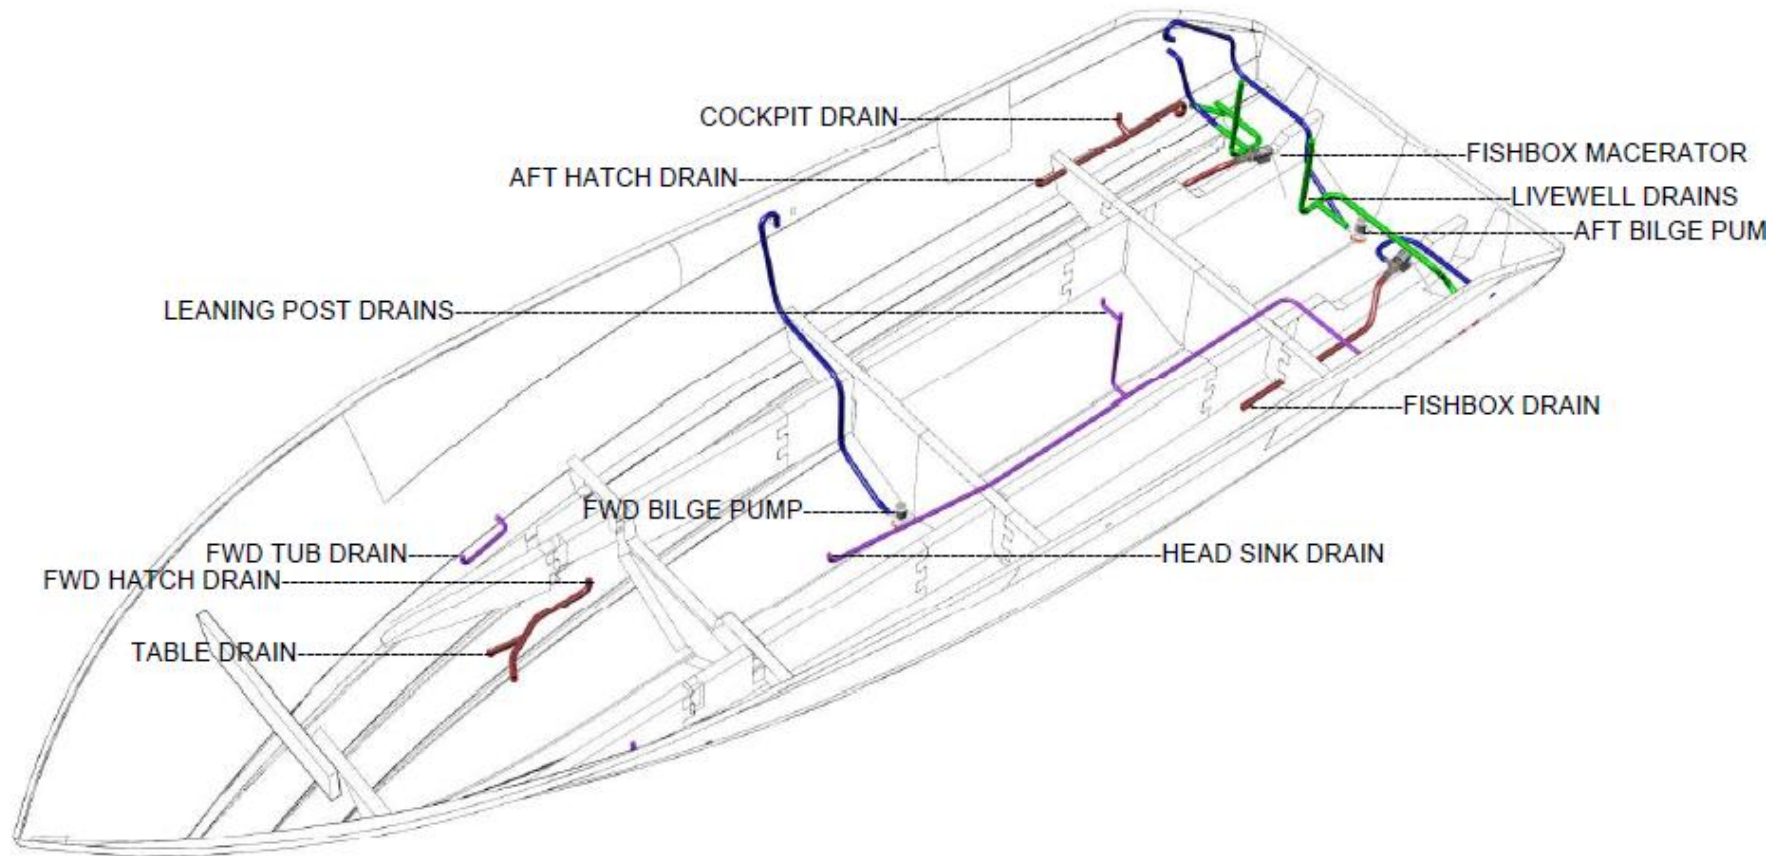 COCKPIT DRAIN
FISHBOX MACERATOR
AFT HATCH DRAIN
LIVEWELL DRAINS
AFT BILGE PUM
LEANING POST DRAINS
FISHBOX DRAIN
FWD BILGE PUMP
FWD TUB DRAIN
HEAD SINK DRAIN
FWD HATCH DRAIN
TABLE DRAIN